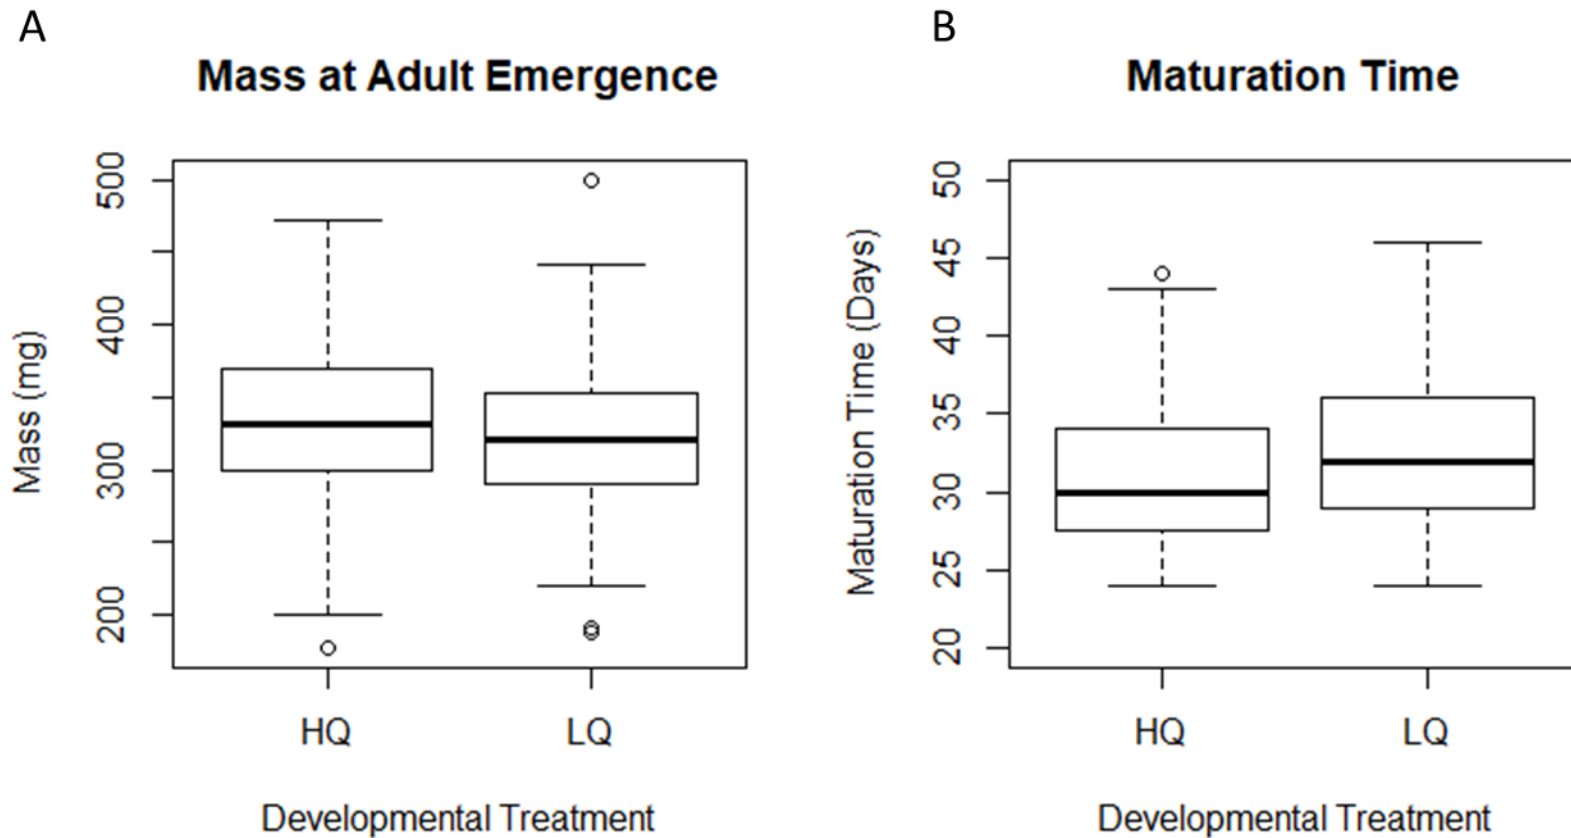 A
Mass at Adult Emergence
Mass (mg)
500
400
300
200
HQ
LQ
Developmental Treatment
B
Maturation Time
Maturation Time (Days)
50
45
40
35
30
25
20
HQ
LQ
Developmental Treatment